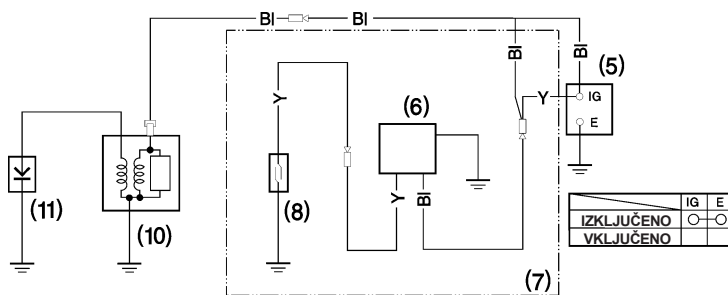 Bl Bl
Bl
Bl
(5)
Y
IG
E
Y
(6)
Y
Bl
(8)
(11)
(10)
(7)
IG E
IZKLJUČENO
VKLJUČENO